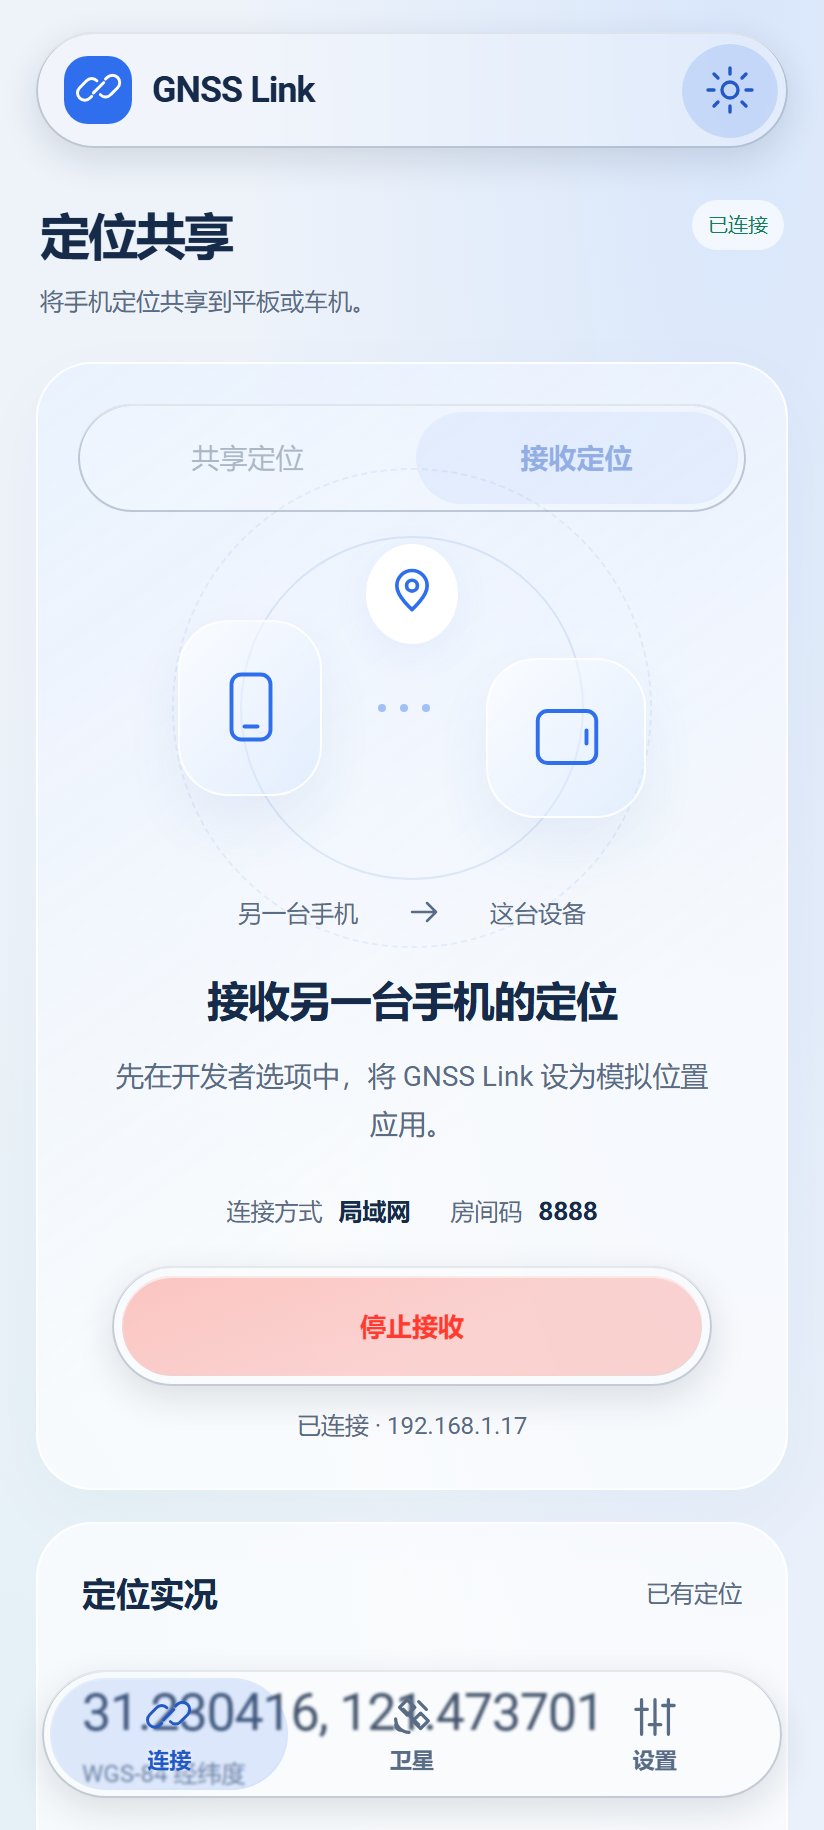 GNSS Link
定位共享
已连接
将手机定位共享到平板或车机。
共享定位
接收定位
另一台手机
这台设备
接收另一台手机的定位
先在开发者选项中，将 GNSS Link 设为模拟位置
应用。
连接方式 局域网 房间码 8888
停止接收
已连接 · 192.168.1.17
定位实况
已有定位
31.230416, 121.473701
WGS-84 经纬度
连接
卫星
设置